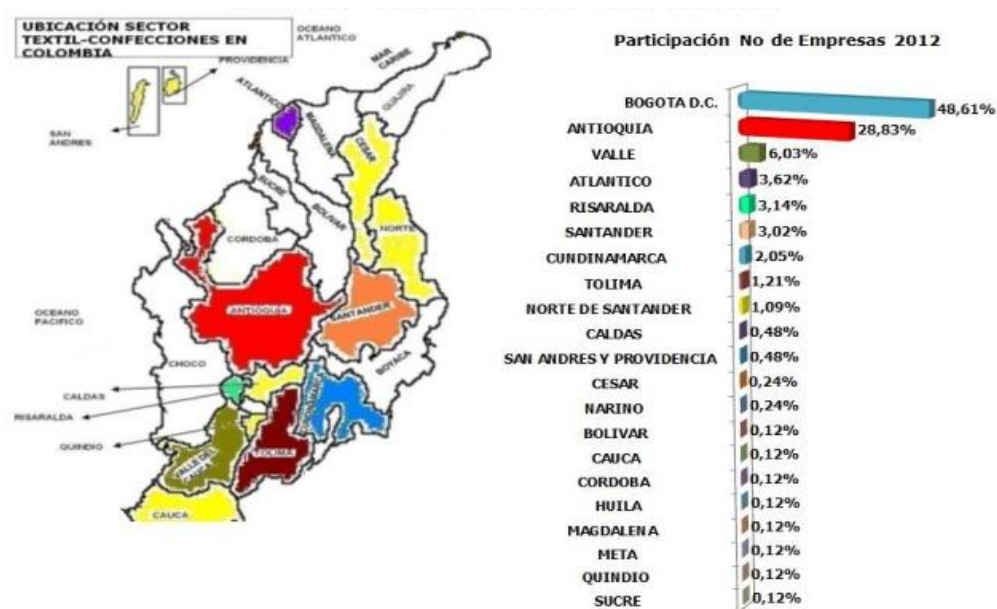 UBICACIÓN SECTOR
TEXTIL-CONFECCIONES EN
COLOMBIA
OCEANO
ATLANTICO
MAR
CARIBE
PROVIDENCIA
SAN
ANDRES
ATLANTICO
GUAJIRA
MAGDALENA
CESAR
SUCRE
BOLIVAR
CORDOBA
NORTE
OCEANO
PACIFICO
ANTIOQUIA
SANTANDER
CHOCO
BOYACA
CALDAS
RISARALDA
QUINDIO
TOLIMA
VALLE DEL
CAUCA
CAUCA
Participación No de Empresas 2012
BOGOTA D.C. 48,61%
ANTIOQUIA 28,83%
VALLE 6,03%
ATLANTICO 3,62%
RISARALDA 3,14%
SANTANDER 3,02%
CUNDINAMARCA 2,05%
TOLIMA 1,21%
NORTE DE SANTANDER 1,09%
CALDAS 0,48%
SAN ANDRES Y PROVIDENCIA 0,48%
CESAR 0,24%
NARINO 0,24%
BOLIVAR 0,12%
CAUCA 0,12%
CORDOBA 0,12%
HUILA 0,12%
MAGDALENA 0,12%
META 0,12%
QUINDIO 0,12%
SUCRE 0,12%